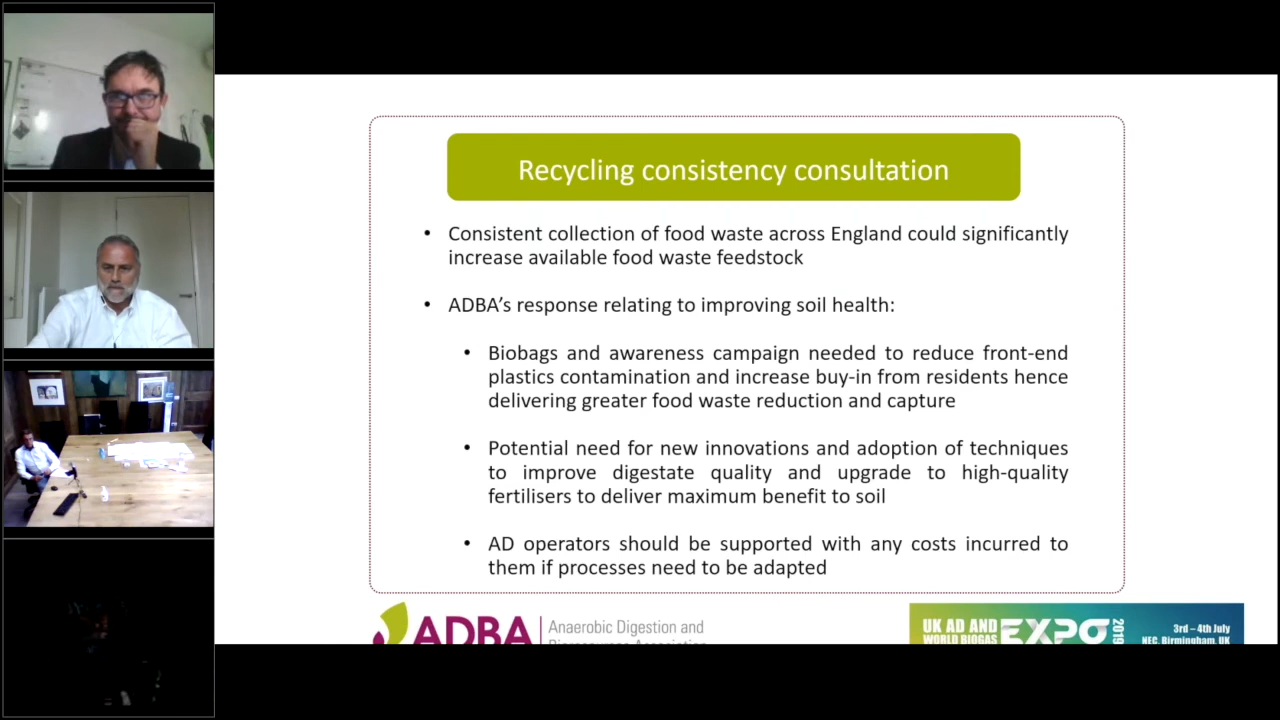 Recycling consistency consultation
• Consistent collection of food waste across England could significantly
increase available food waste feedstock
• ADBA’s response relating to improving soil health:
• Biobags and awareness campaign needed to reduce front-end
plastics contamination and increase buy-in from residents hence
delivering greater food waste reduction and capture
• Potential need for new innovations and adoption of techniques
to improve digestate quality and upgrade to high-quality
fertilisers to deliver maximum benefit to soil
• AD operators should be supported with any costs incurred to
them if processes need to be adapted
ADBA
Anaerobic Digestion and
UK AD AND
WORLD BIOGAS
EXPO
2019
3rd – 4th July
NEC, Birmingham, UK